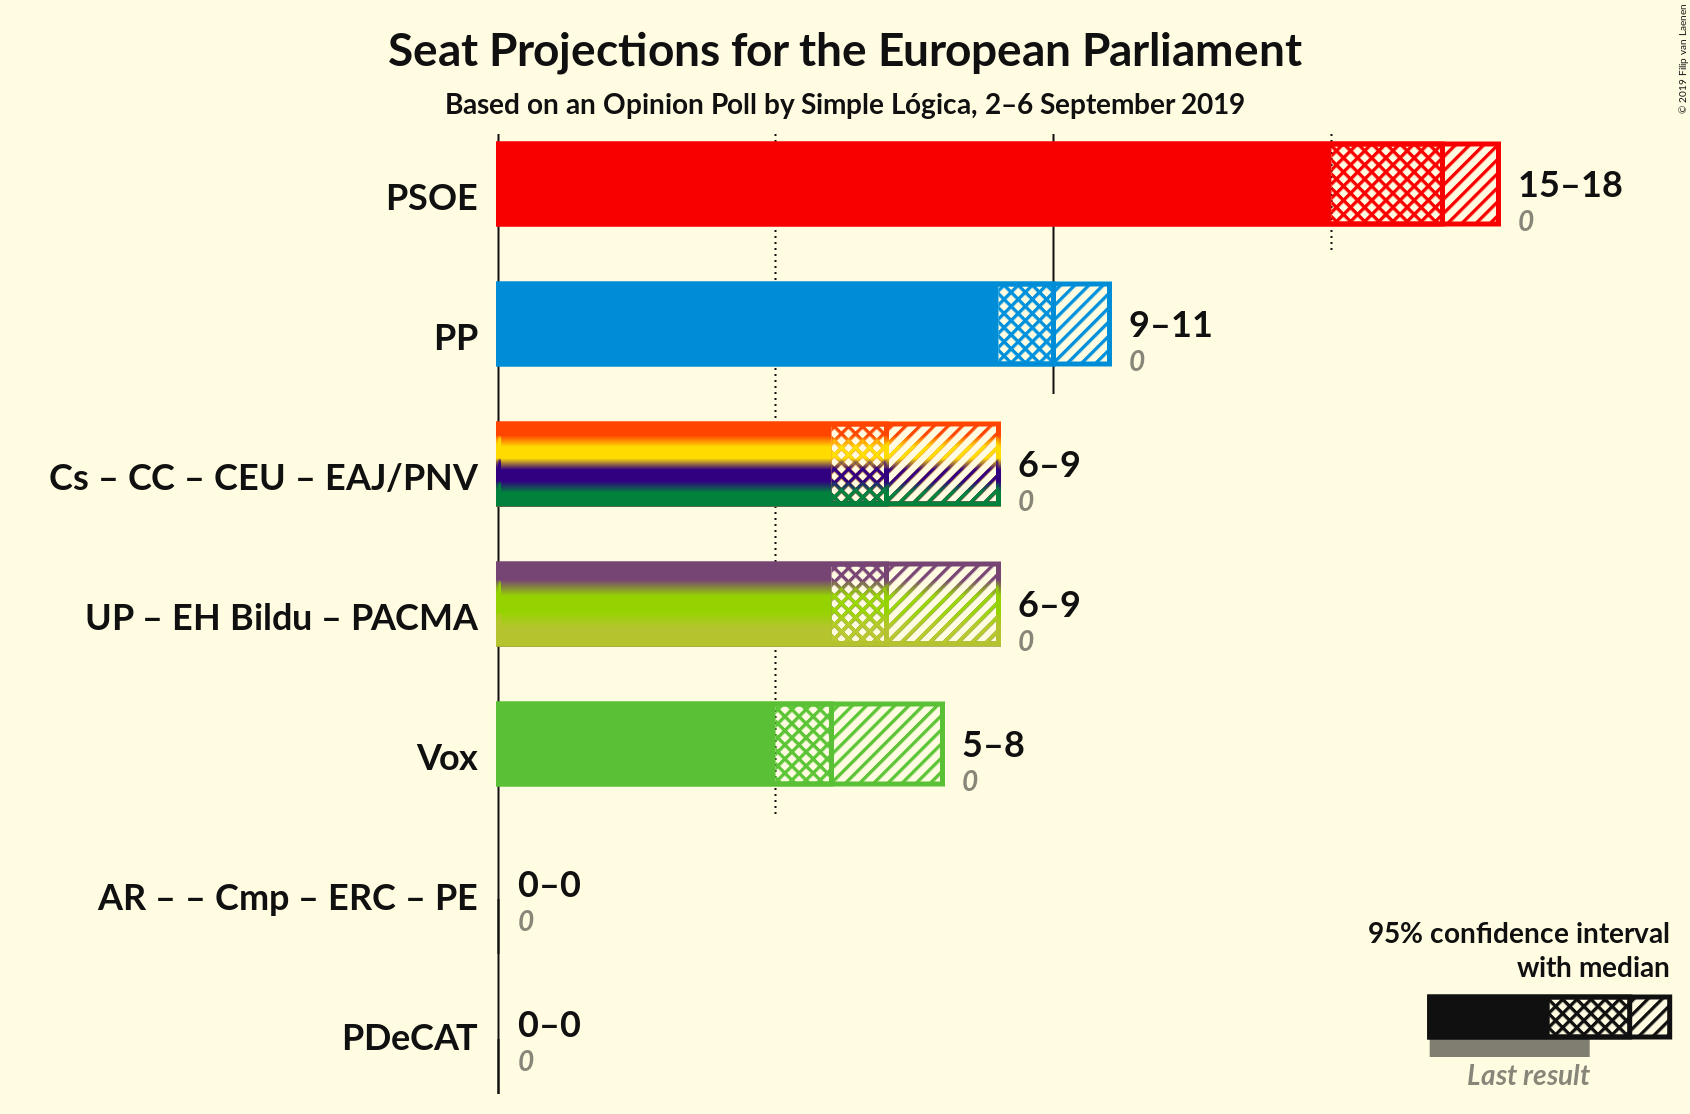 Seat Projections for the European Parliament
Based on an Opinion Poll by Simple Lógica, 2–6 September 2019
© 2019 Filip van Laenen
PSOE
15–18
0
PP
9–11
0
Cs – CC – CEU – EAJ/PNV
6–9
0
UP – EH Bildu – PACMA
6–9
0
Vox
5–8
0
AR – – Cmp – ERC – PE
0–0
0
PDeCAT
0–0
0
95% confidence interval
with median
Last result